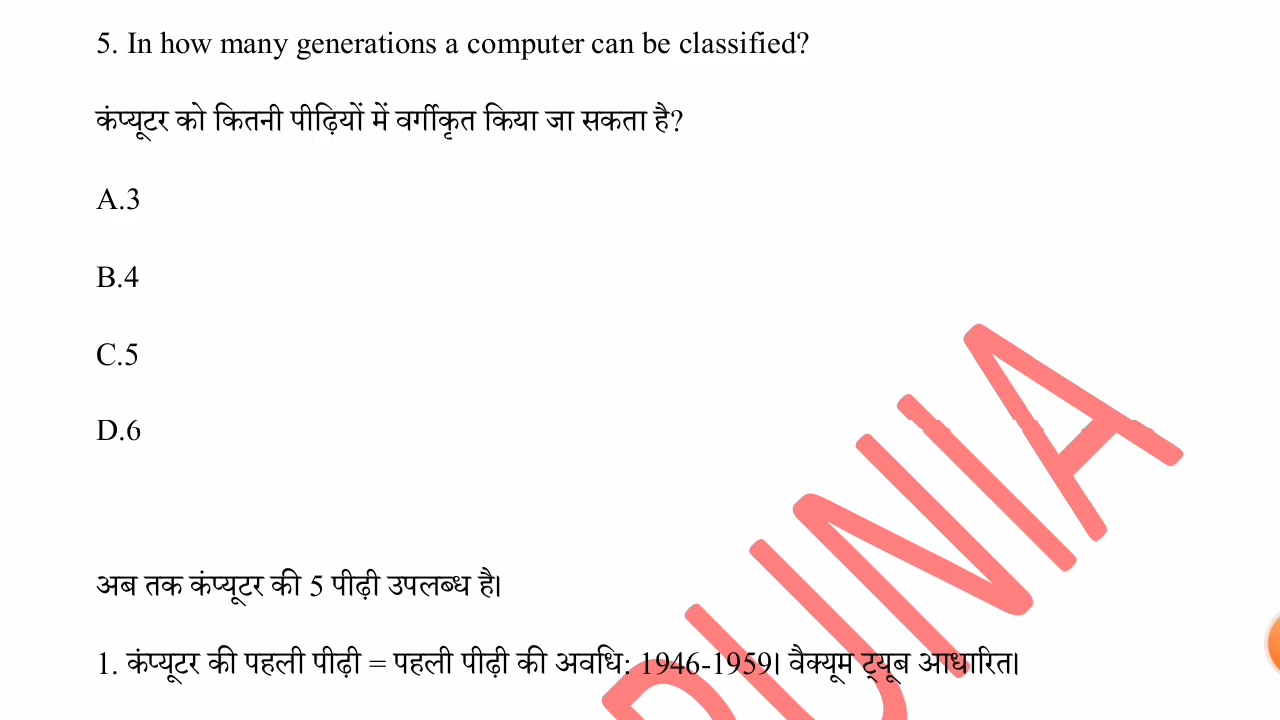 5. In how many generations a computer can be classified?
कंप्यूटर को कितनी पीढ़ियों में वर्गीकृत किया जा सकता है?
A.3
B.4
C.5
D.6
अब तक कंप्यूटर की 5 पीढ़ी उपलब्ध है।
1. कंप्यूटर की पहली पीढ़ी = पहली पीढ़ी की अवधि: 1946-1959। वैक्यूम ट्यूब आधारित।
PUNIA